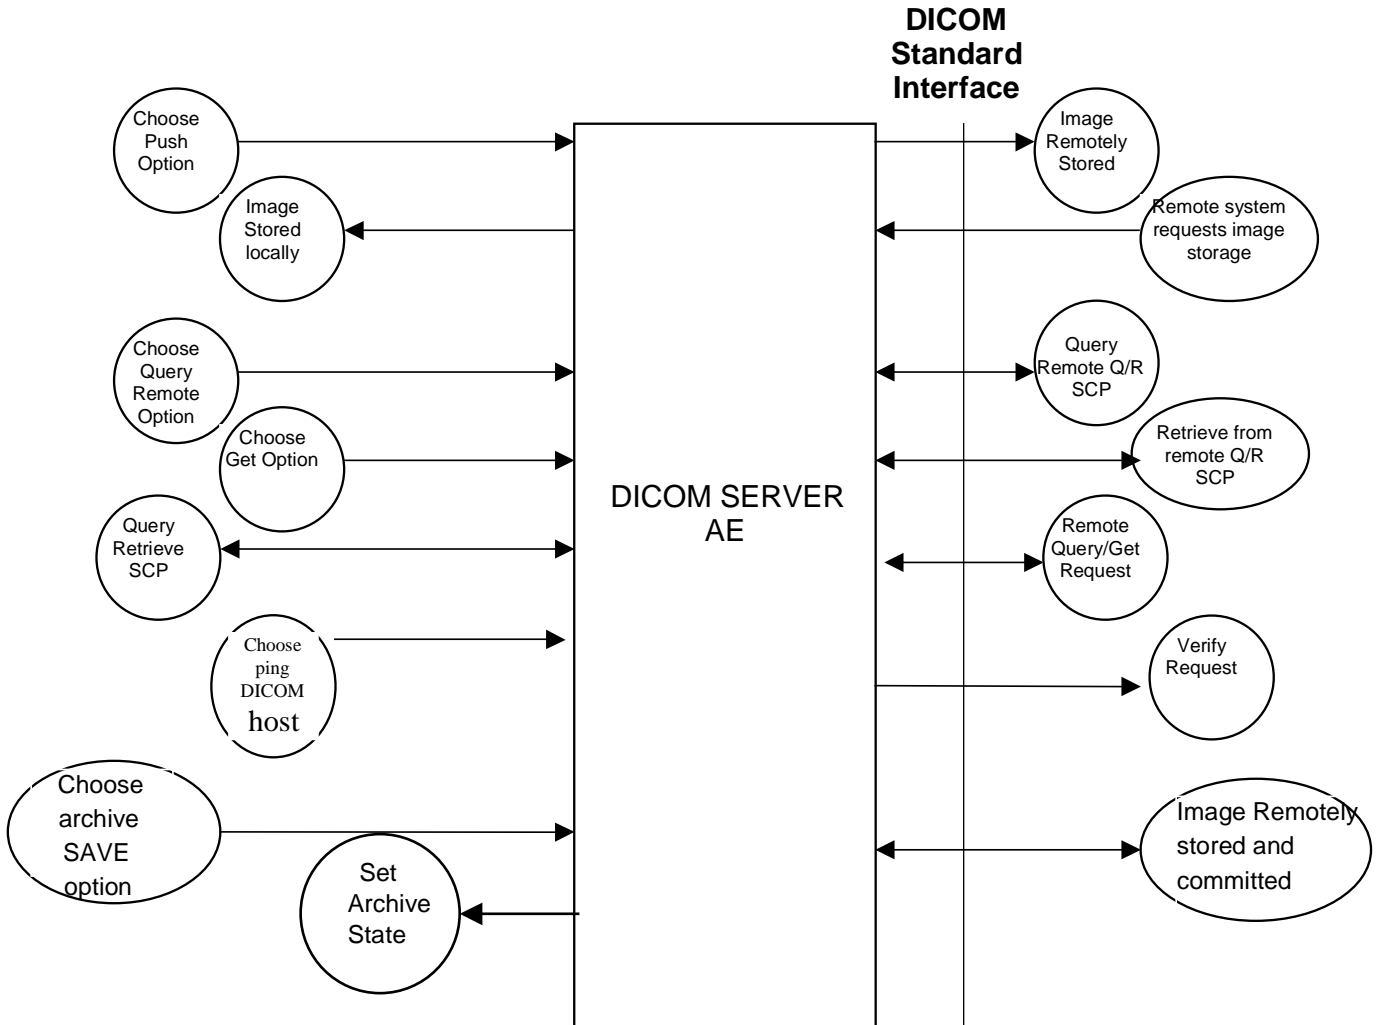 DICOM
Standard
Interface
Choose
Push
Option
Image
Remotely
Stored
Image
Stored
locally
Remote system
requests image
storage
Choose
Query
Remote
Option
Query
Remote Q/R
SCP
Choose
Get Option
Retrieve from
remote Q/R
SCP
DICOM SERVER
AE
Query
Retrieve
SCP
Remote
Query/Get
Request
Choose
ping
DICOM
host
Verify
Request
Choose
archive
SAVE
option
Image Remotely
stored and
committed
Set
Archive
State